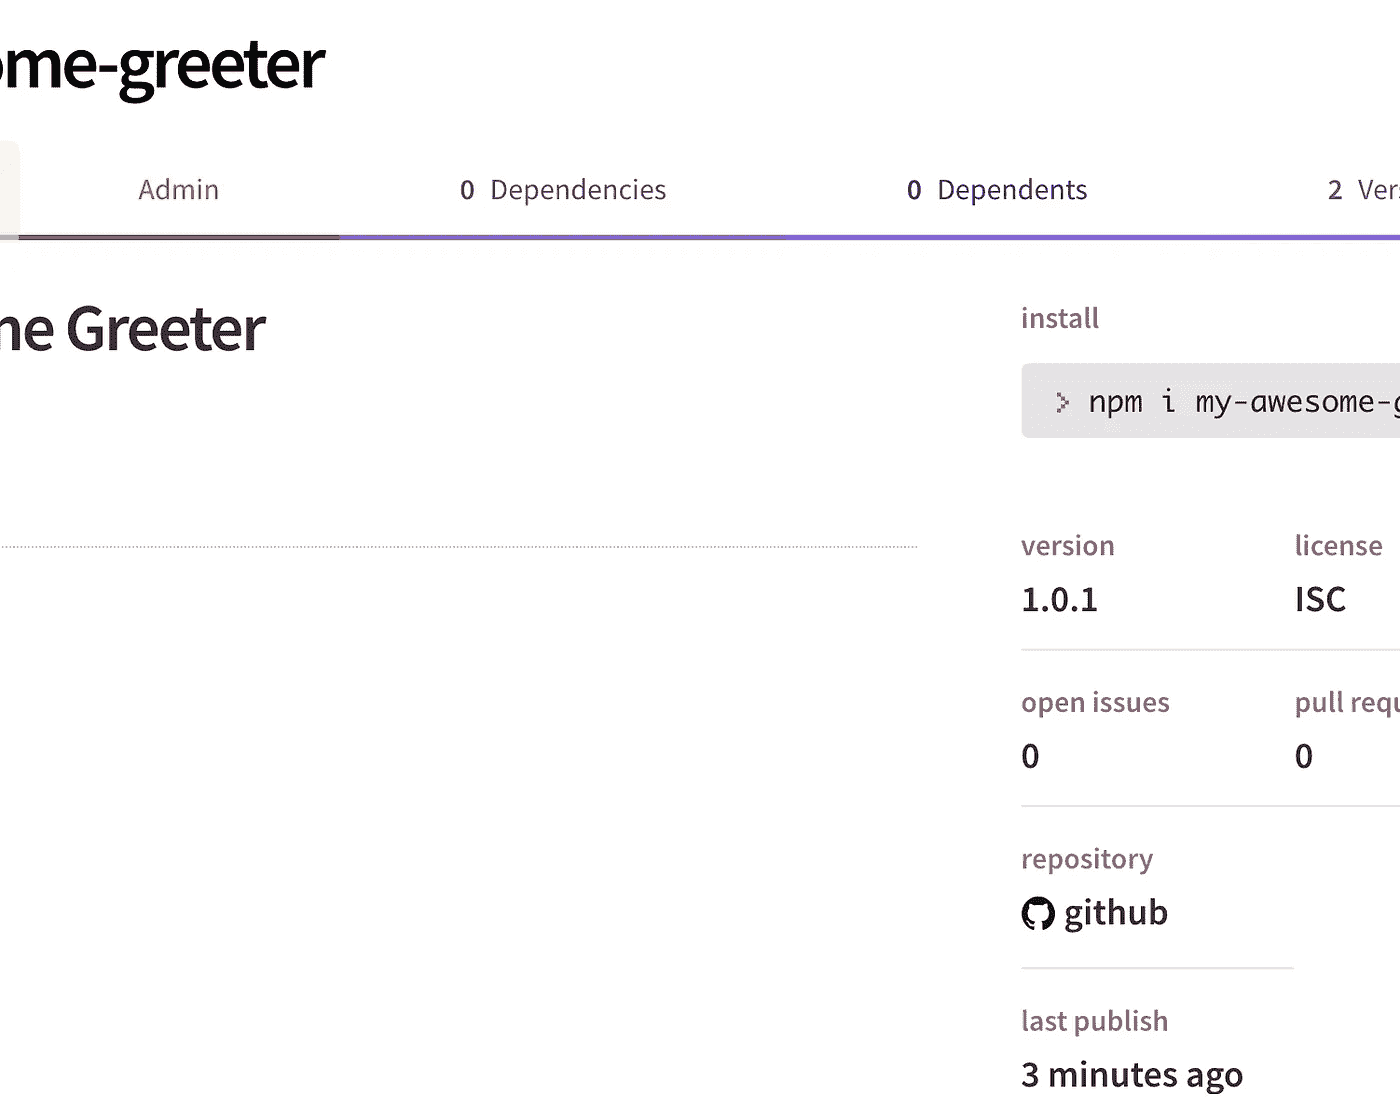 ome-greeter
Admin
0 Dependencies
0 Dependents
2 Ver
ne Greeter
install
> npm i my-awesome-g
version
license
1.0.1
ISC
open issues
pull requ
0
0
repository
github
last publish
3 minutes ago